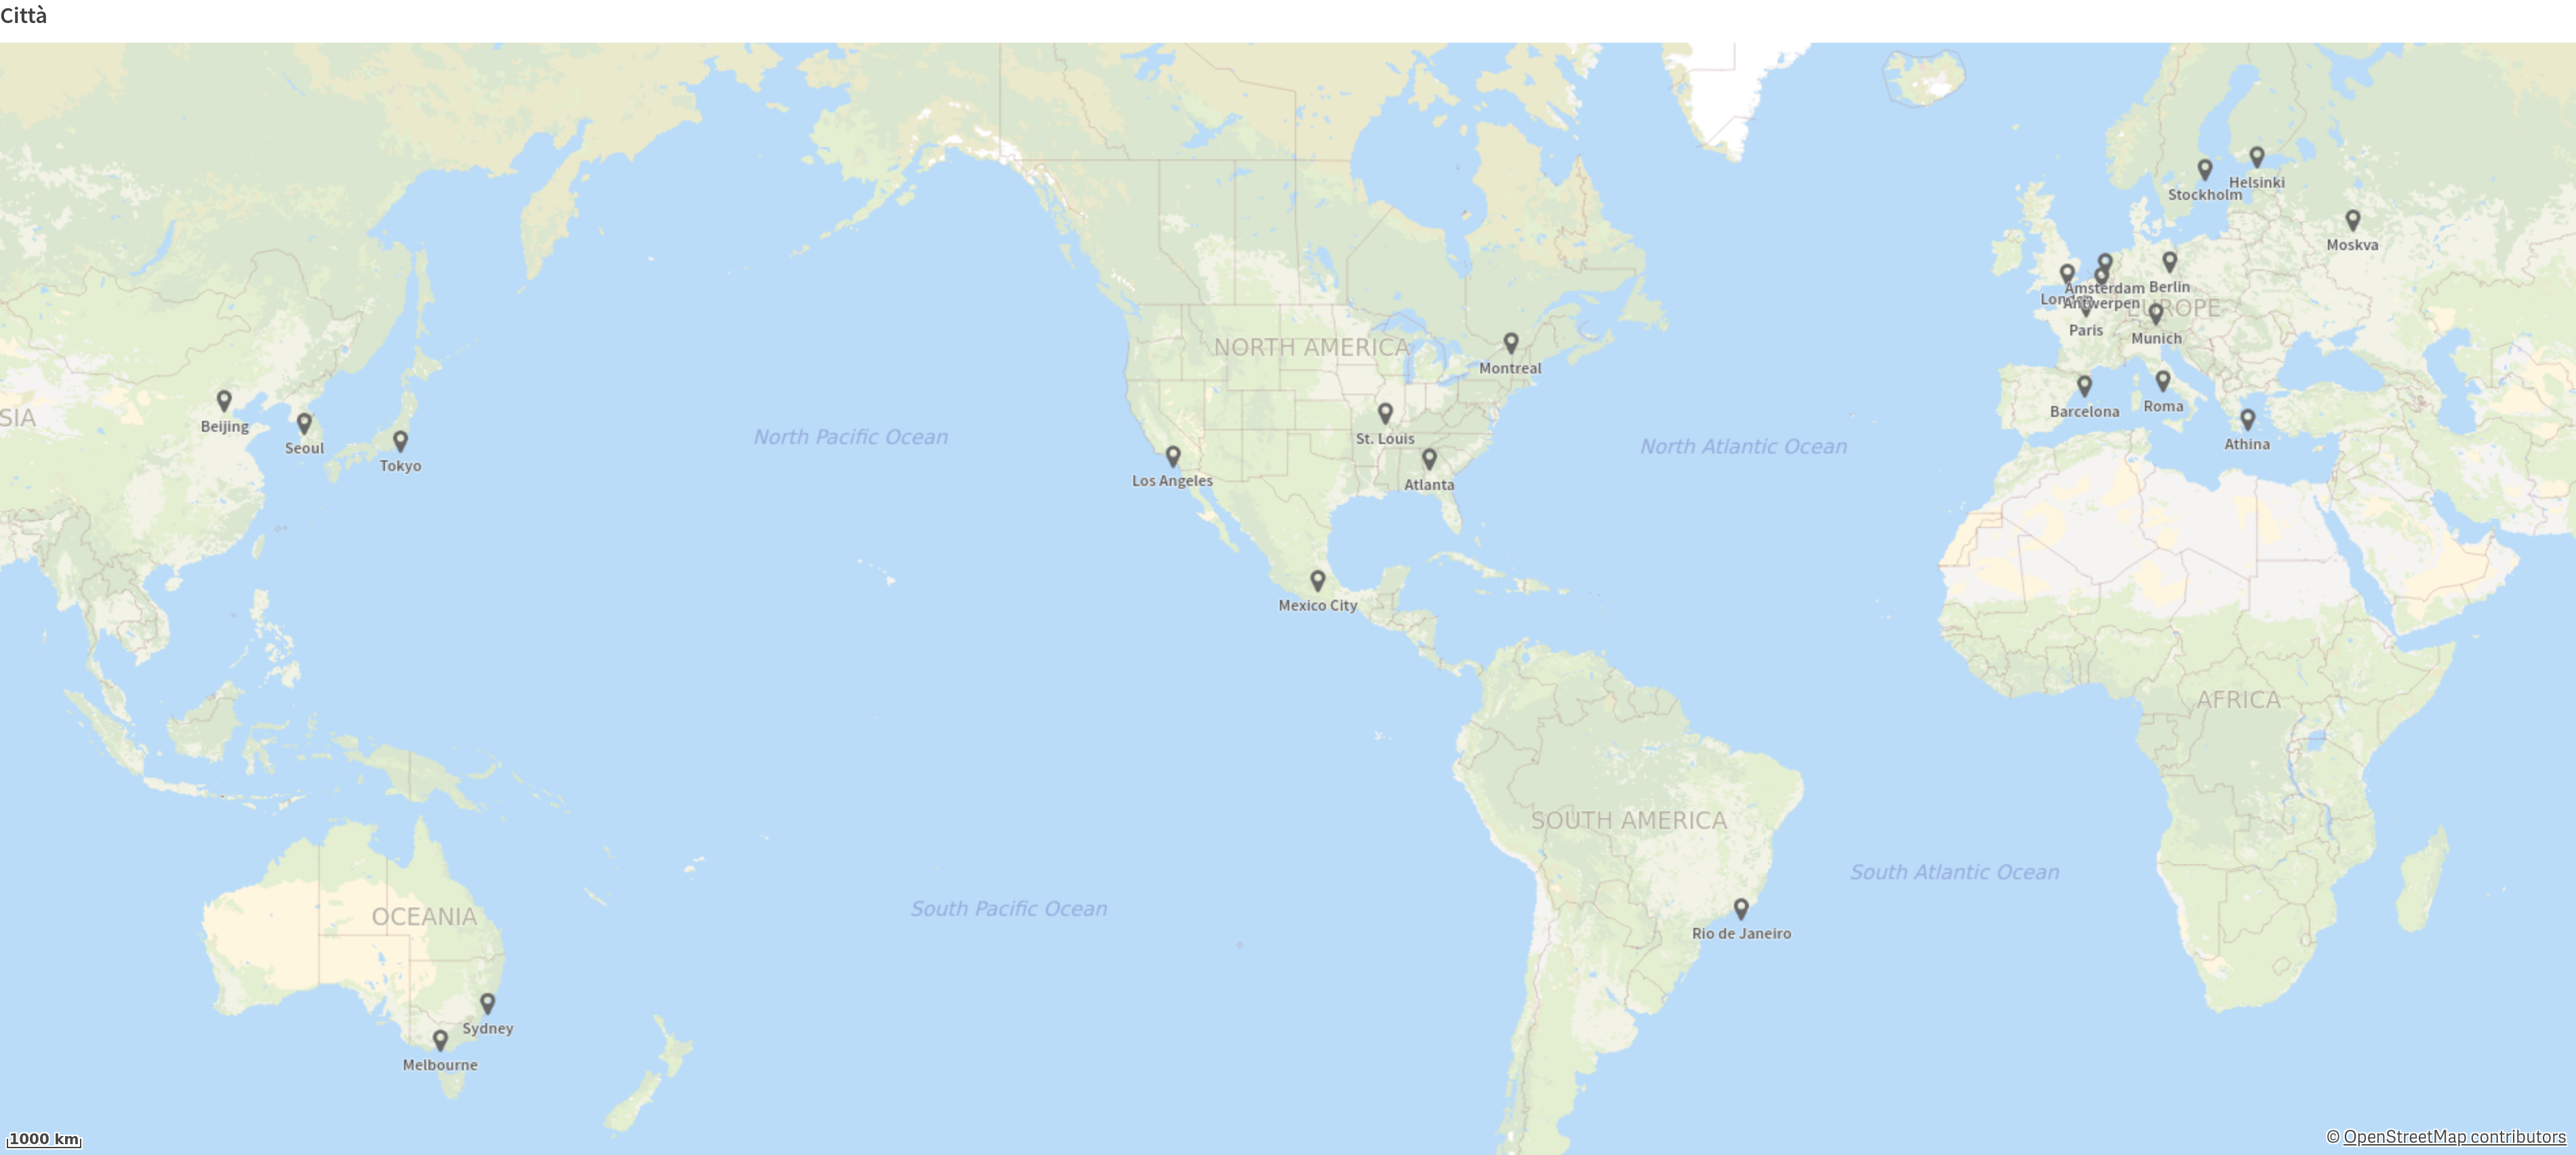 Città
Stockholm
Helsinki
Moskva
Amsterdam
Berlin
London
Antwerpen
EUROPE
Paris
Munich
NORTH AMERICA
Montreal
Barcelona
Roma
Athina
SIA
Beijing
Seoul
Tokyo
North Pacific Ocean
St. Louis
North Atlantic Ocean
Los Angeles
Atlanta
Mexico City
AFRICA
SOUTH AMERICA
South Atlantic Ocean
OCEANIA
South Pacific Ocean
Rio de Janeiro
Sydney
Melbourne
1000 km
© OpenStreetMap contributors